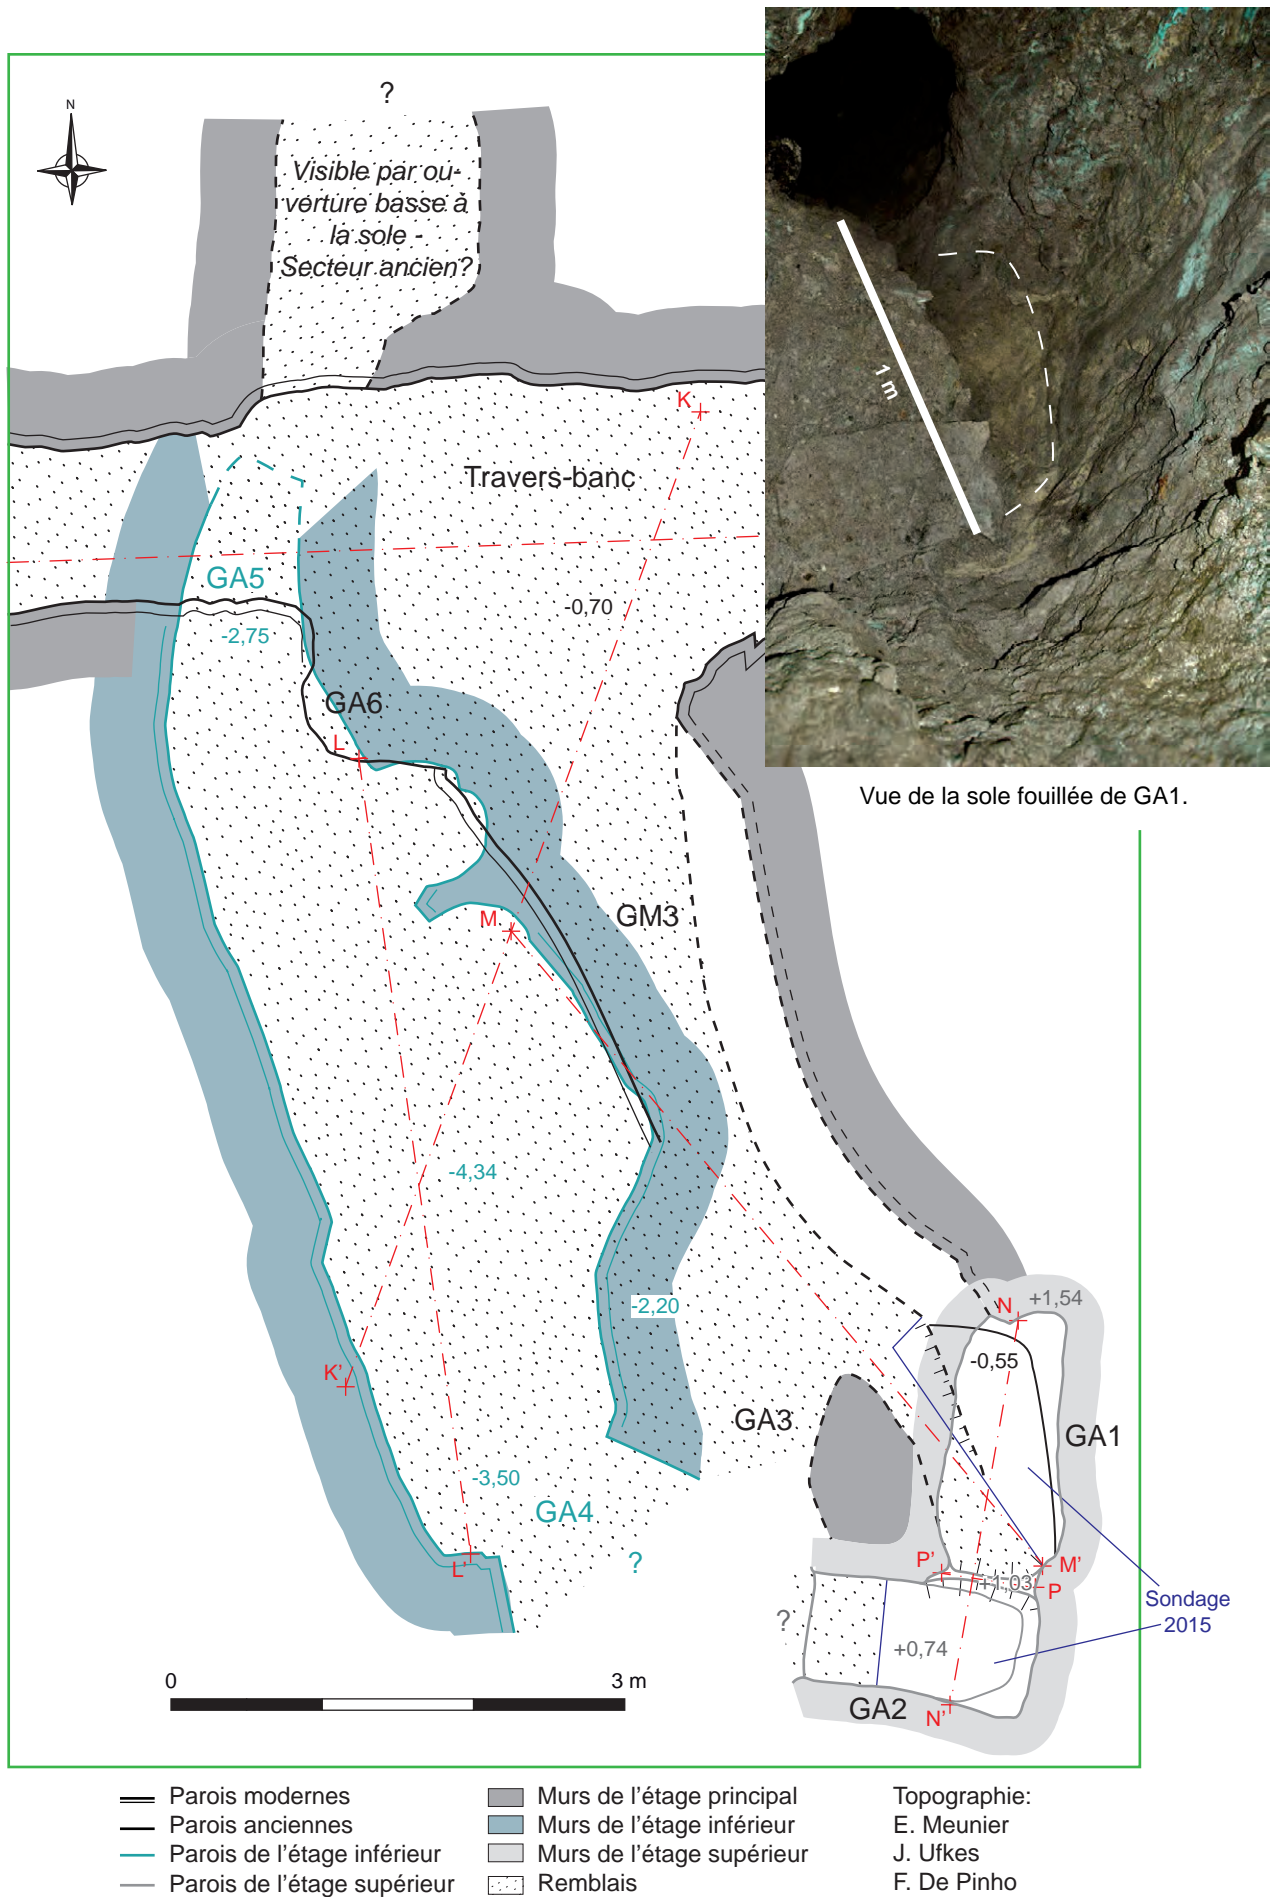 N
?
Visible par ou-
verture basse à
la sole -
Secteur ancien?
1 m
K
Travers-banc
GA5
-0,70
-2,75
GA6
L
Vue de la sole fouillée de GA1.
M
GM3
-4,34
-2,20
N
+1,54
-0,55
K'
GA3
GA1
-3,50
GA4
?
L'
P'
M'
+1,03
P
Sondage
2015
?
+0,74
GA2
N'
0
3 m
Parois modernes
Parois anciennes
Parois de l'étage inférieur
Parois de l'étage supérieur
Murs de l'étage principal
Murs de l'étage inférieur
Murs de l'étage supérieur
Remblais
Topographie:
E. Meunier
J. Ufkes
F. De Pinho